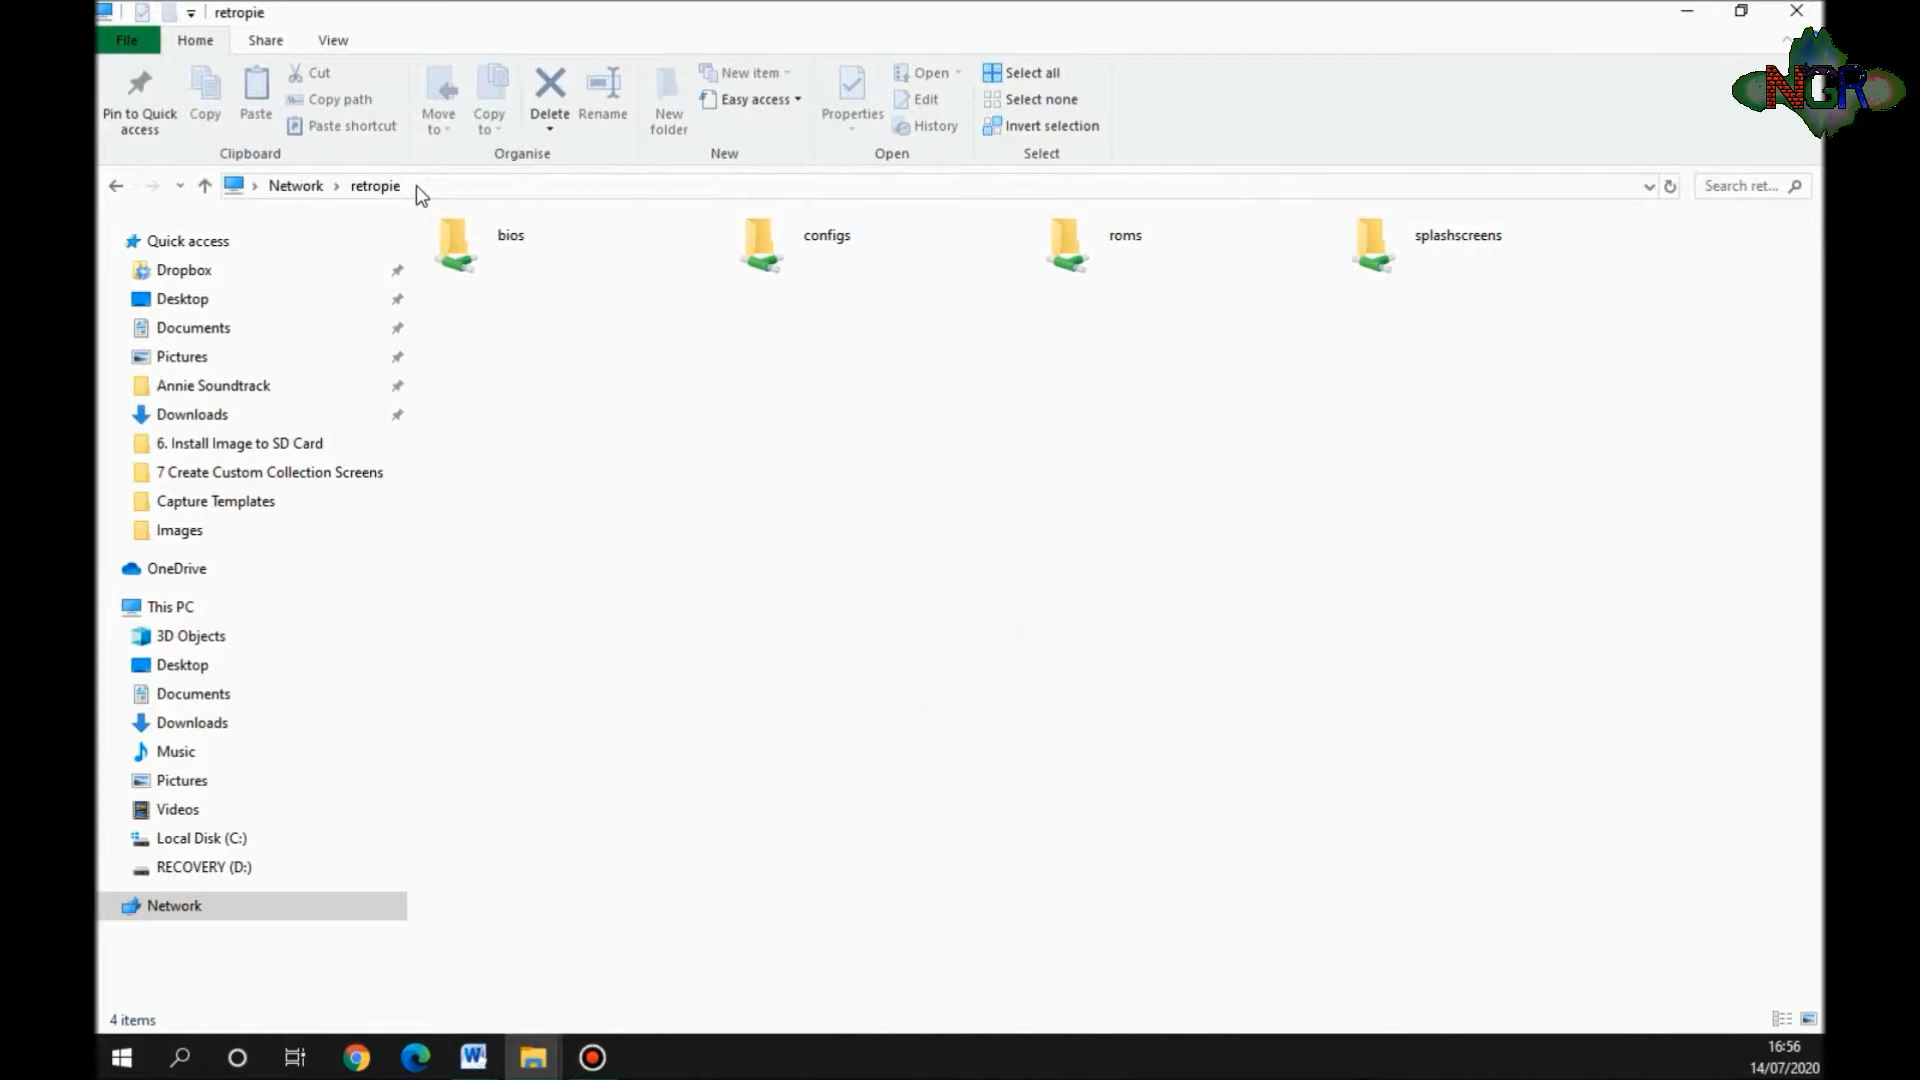 retropie
File Home Share View
Pin to Quick access
Copy
Paste
Cut
Copy path
Paste shortcut
Clipboard
Move to
Copy to
Delete
Rename
Organise
New folder
New item
Easy access
New
Properties
Open
Edit
History
Open
Select all
Select none
Invert selection
Select
NGR
Network › retropie
Search ret...
bios configs roms splashscreens
Quick access
Dropbox
Desktop
Documents
Pictures
Annie Soundtrack
Downloads
6. Install Image to SD Card
7 Create Custom Collection Screens
Capture Templates
Images
OneDrive
This PC
3D Objects
Desktop
Documents
Downloads
Music
Pictures
Videos
Local Disk (C:)
RECOVERY (D:)
Network
4 items
16:56
14/07/2020